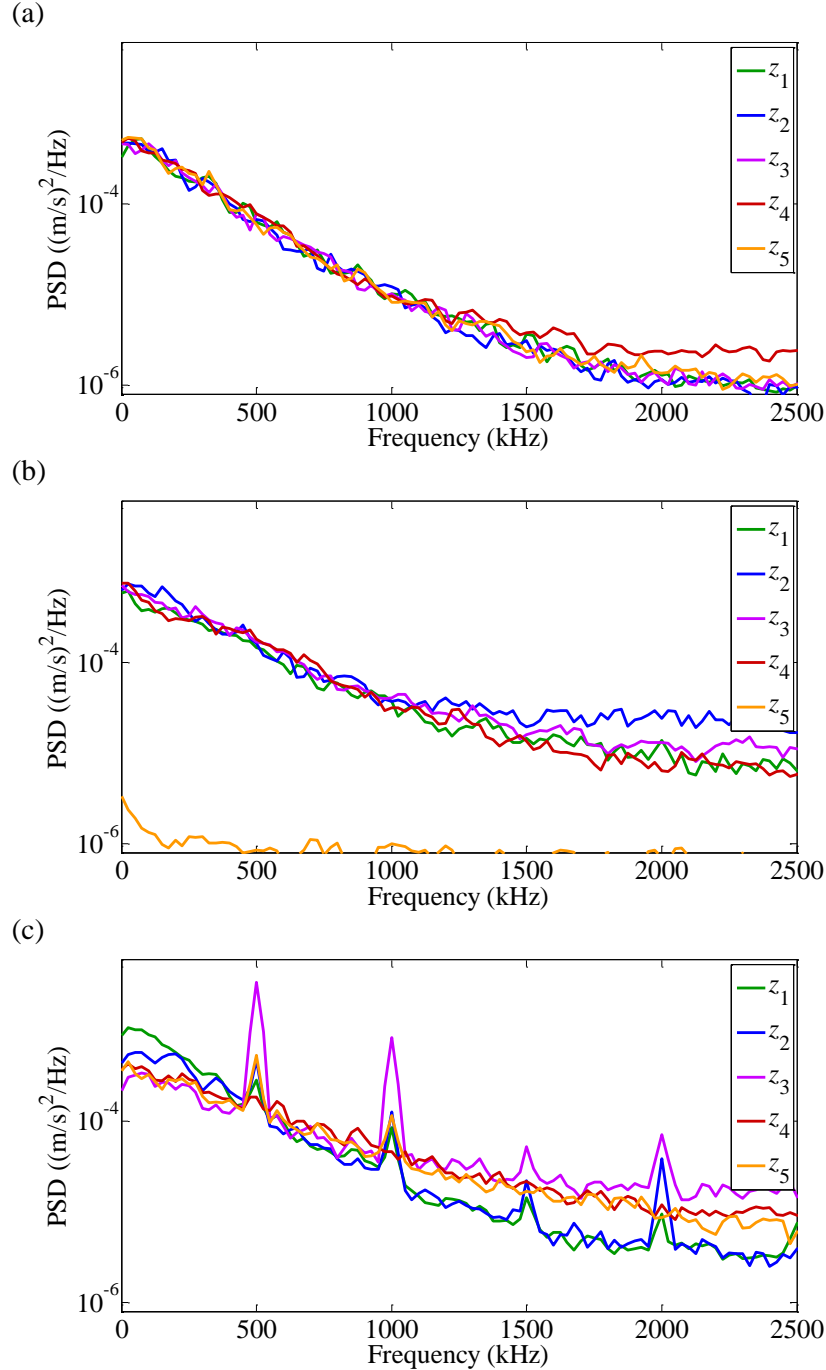 (a)
PSD ((m/s)²/Hz)
10⁻⁴
10⁻⁶
0 500 1000 1500 2000 2500
Frequency (kHz)
z₁
z₂
z₃
z₄
z₅
(b)
PSD ((m/s)²/Hz)
10⁻⁴
10⁻⁶
0 500 1000 1500 2000 2500
Frequency (kHz)
z₁
z₂
z₃
z₄
z₅
(c)
PSD ((m/s)²/Hz)
10⁻⁴
10⁻⁶
0 500 1000 1500 2000 2500
Frequency (kHz)
z₁
z₂
z₃
z₄
z₅